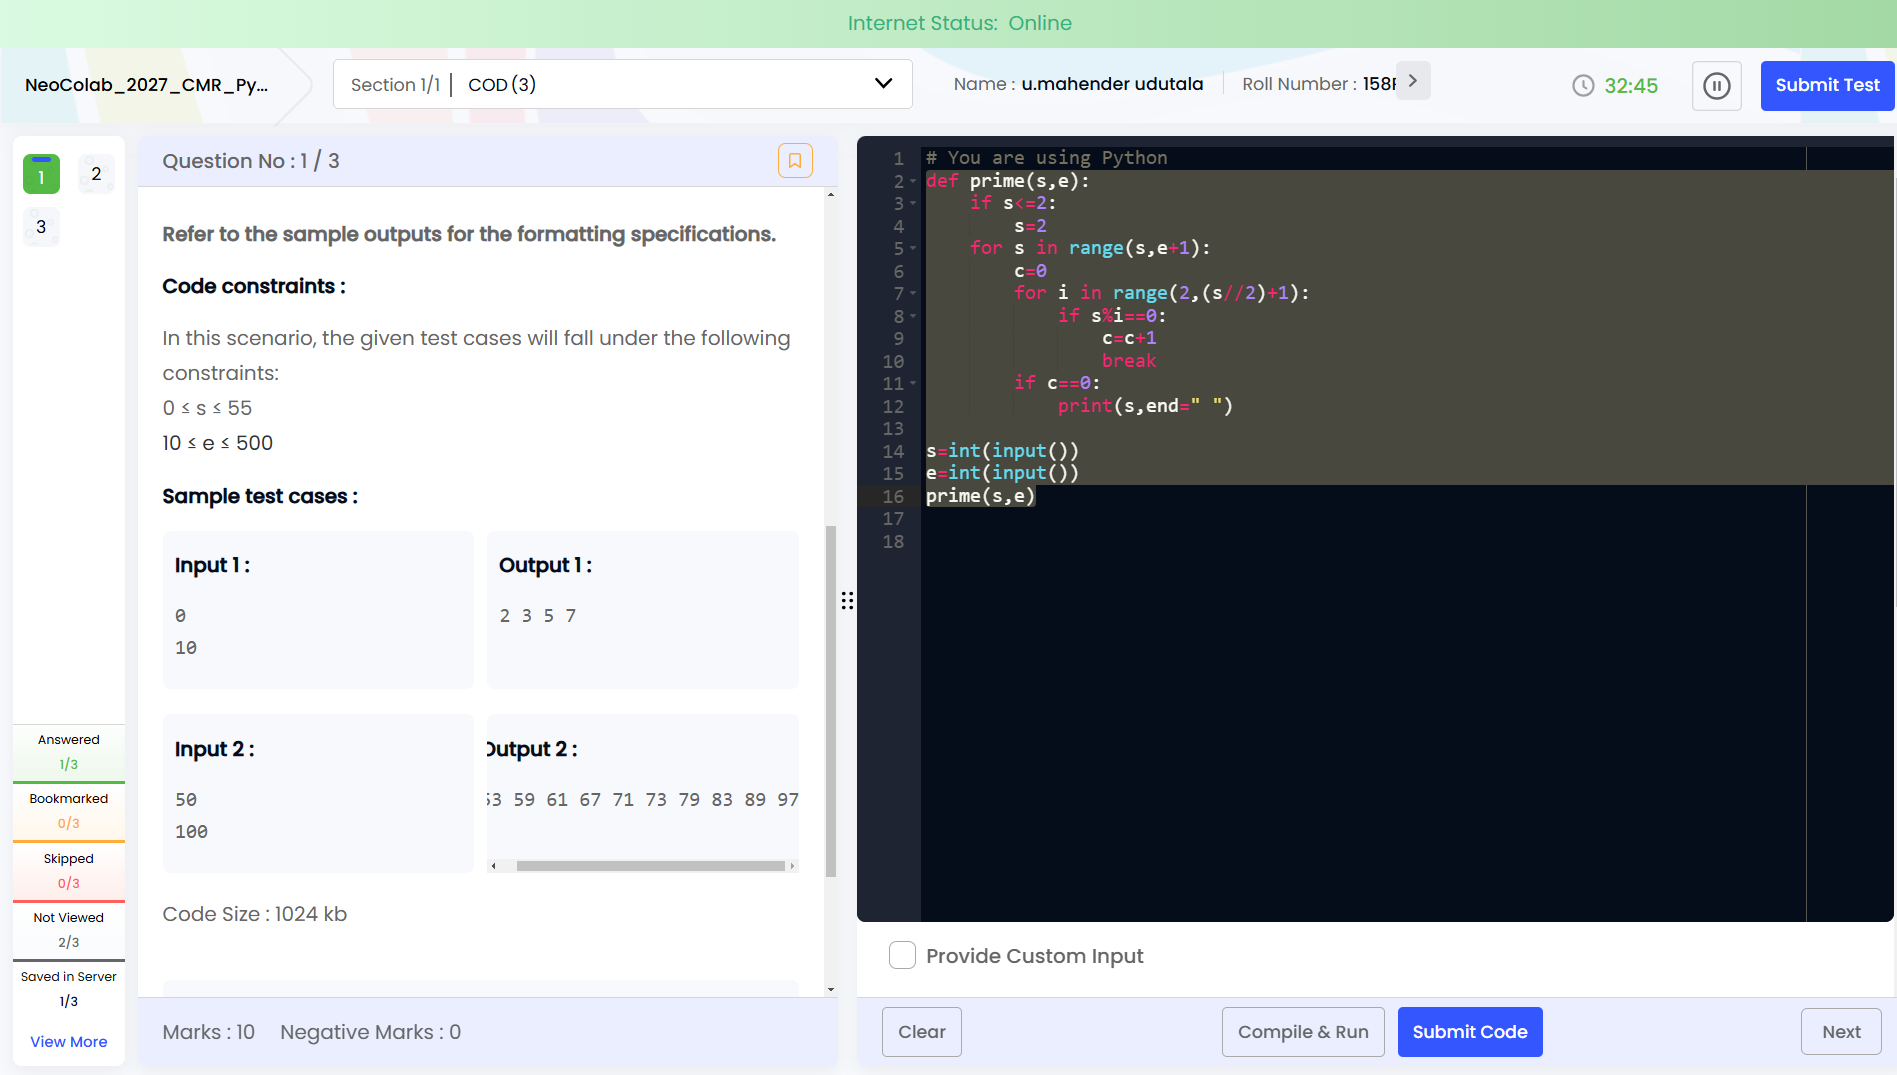 Internet Status: Online
NeoColab_2027_CMR_Py...
Section 1/1 | COD (3)
Name : u.mahender udutala
Roll Number : 158
32:45
Submit Test
1
2
3
Answered
1/3
Bookmarked
0/3
Skipped
0/3
Not Viewed
2/3
Saved in Server
1/3
View More
Question No : 1 / 3
Refer to the sample outputs for the formatting specifications.
Code constraints :
In this scenario, the given test cases will fall under the following
constraints:
0 ≤ s ≤ 55
10 ≤ e ≤ 500
Sample test cases :
Input 1 :
0
10
Output 1 :
2 3 5 7
Input 2 :
50
100
Output 2 :
53 59 61 67 71 73 79 83 89 97
Code Size : 1024 kb
Marks : 10 Negative Marks : 0
1 # You are using Python
2 def prime(s,e):
3 if s<=2:
4 s=2
5 for s in range(s,e+1):
6 c=0
7 for i in range(2,(s//2)+1):
8 if s%i==0:
9 c=c+1
10 break
11 if c==0:
12 print(s,end=" ")
13
14 s=int(input())
15 e=int(input())
16 prime(s,e)
17
18
Provide Custom Input
Clear
Compile & Run
Submit Code
Next